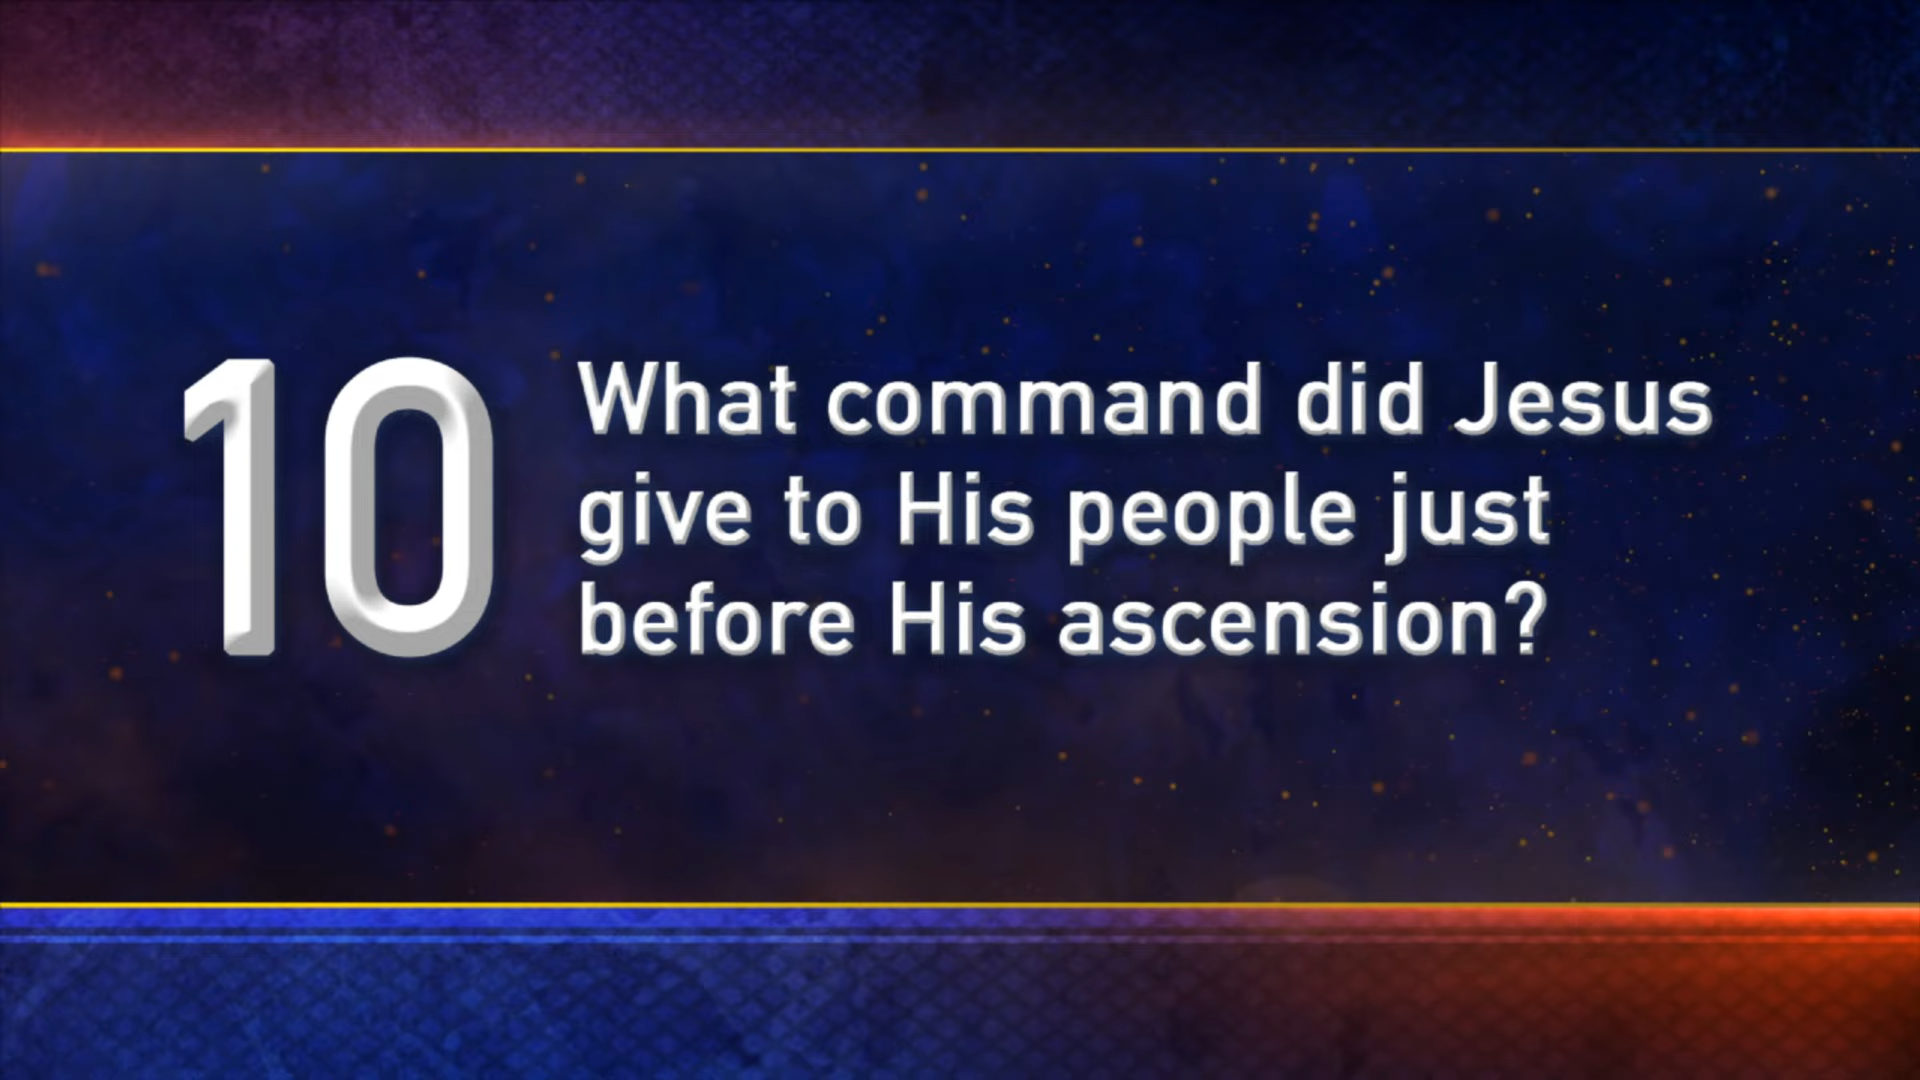 10
What command did Jesus
give to His people just
before His ascension?